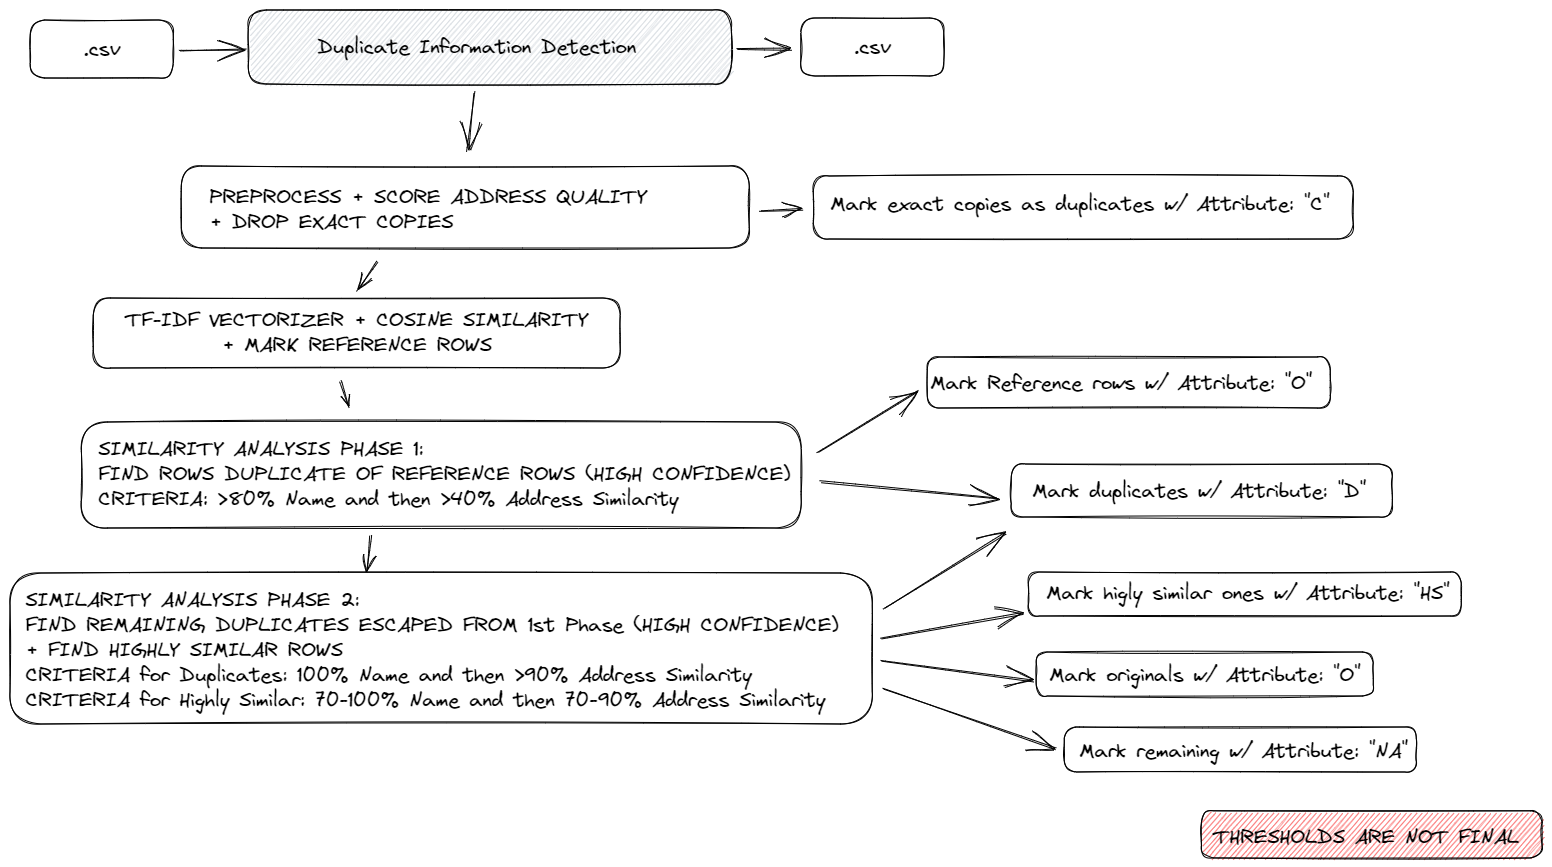 .csv
Duplicate Information Detection
.csv
PREPROCESS + SCORE ADDRESS QUALITY
+ DROP EXACT COPIES
Mark exact copies as duplicates w/ Attribute: "C"
TF-IDF VECTORIZER + COSINE SIMILARITY
+ MARK REFERENCE ROWS
Mark Reference rows w/ Attribute: "O"
SIMILARITY ANALYSIS PHASE 1:
FIND ROWS DUPLICATE OF REFERENCE ROWS (HIGH CONFIDENCE)
CRITERIA: >80% Name and then >40% Address Similarity
Mark duplicates w/ Attribute: "D"
SIMILARITY ANALYSIS PHASE 2:
FIND REMAINING DUPLICATES ESCAPED FROM 1st Phase (HIGH CONFIDENCE)
+ FIND HIGHLY SIMILAR ROWS
CRITERIA for Duplicates: 100% Name and then >90% Address Similarity
CRITERIA for Highly Similar: 70-100% Name and then 70-90% Address Similarity
Mark higly similar ones w/ Attribute: "HS"
Mark originals w/ Attribute: "O"
Mark remaining w/ Attribute: "NA"
THRESHOLDS ARE NOT FINAL